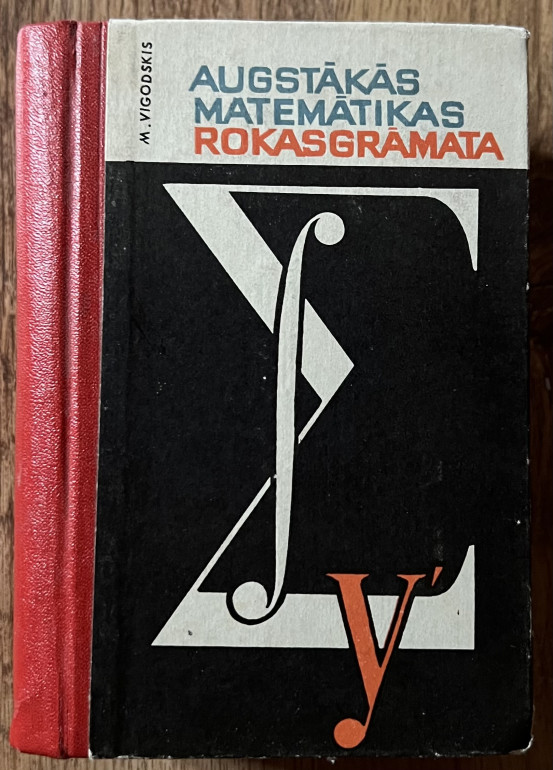 M. VIGODSKIS
AUGSTĀKĀS
MATEMĀTIKAS
ROKASGRĀMATA
∑
∫
y′